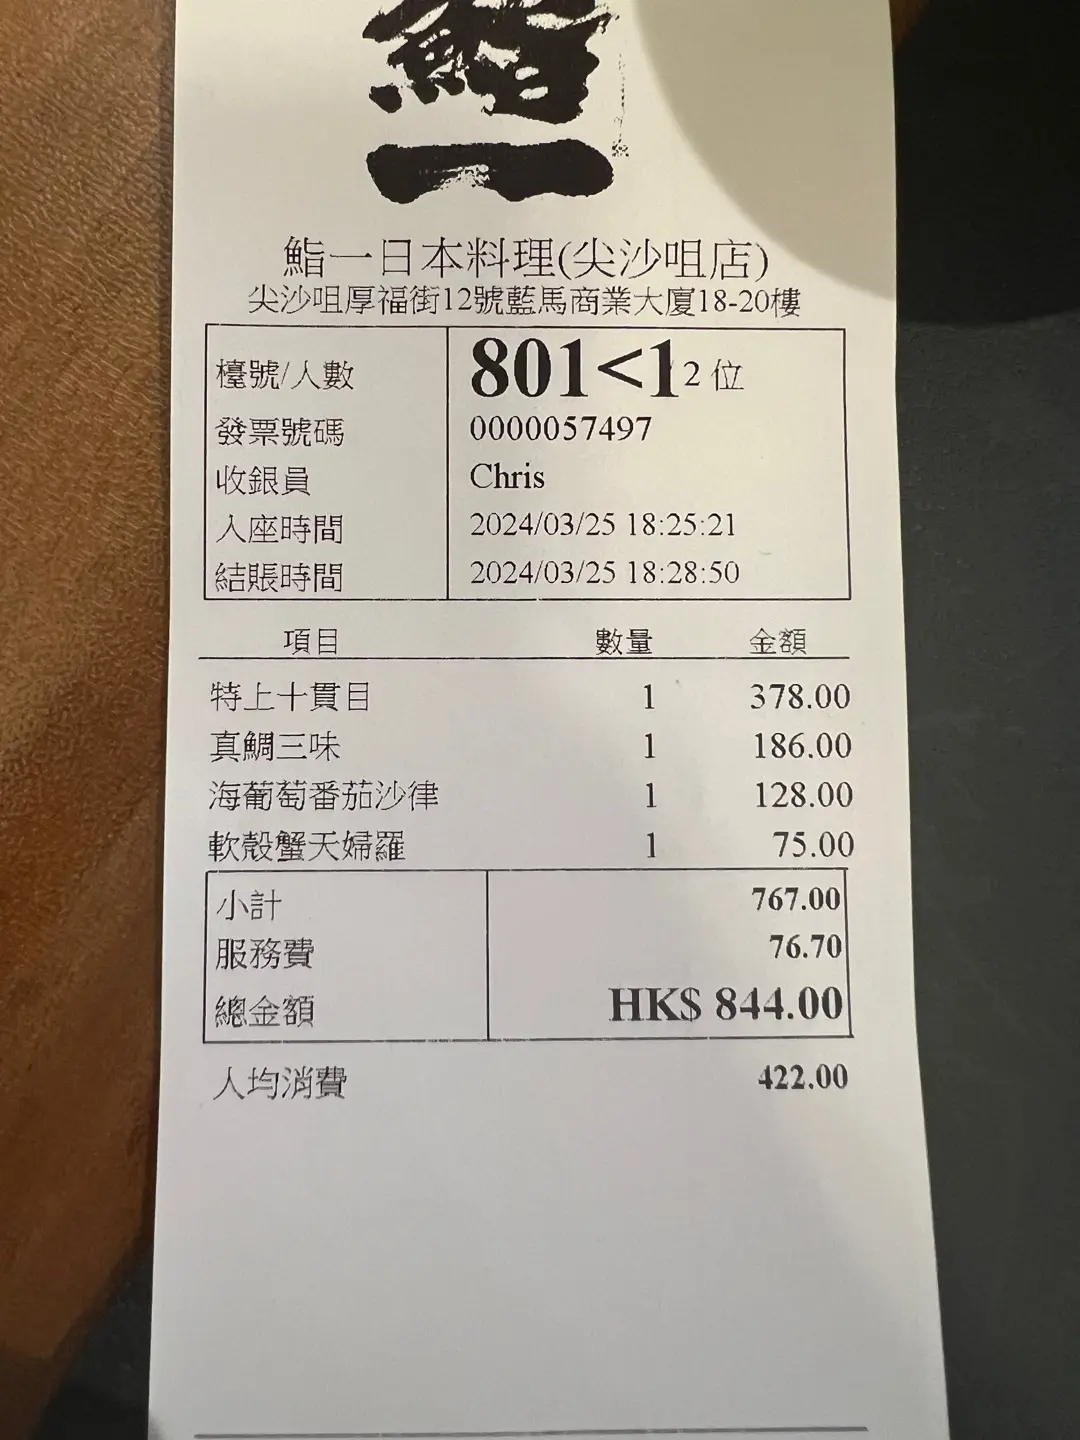 鮨
一
鮨一日本料理(尖沙咀店)
尖沙咀厚福街12號藍馬商業大廈18-20樓
檯號/人數 801<1 2 位
發票號碼 0000057497
收銀員 Chris
入座時間 2024/03/25 18:25:21
結賬時間 2024/03/25 18:28:50
項目 數量 金額
特上十貫目 1 378.00
真鯛三味 1 186.00
海葡萄番茄沙律 1 128.00
軟殼蟹天婦羅 1 75.00
小計 767.00
服務費 76.70
總金額 HK$ 844.00
人均消費 422.00